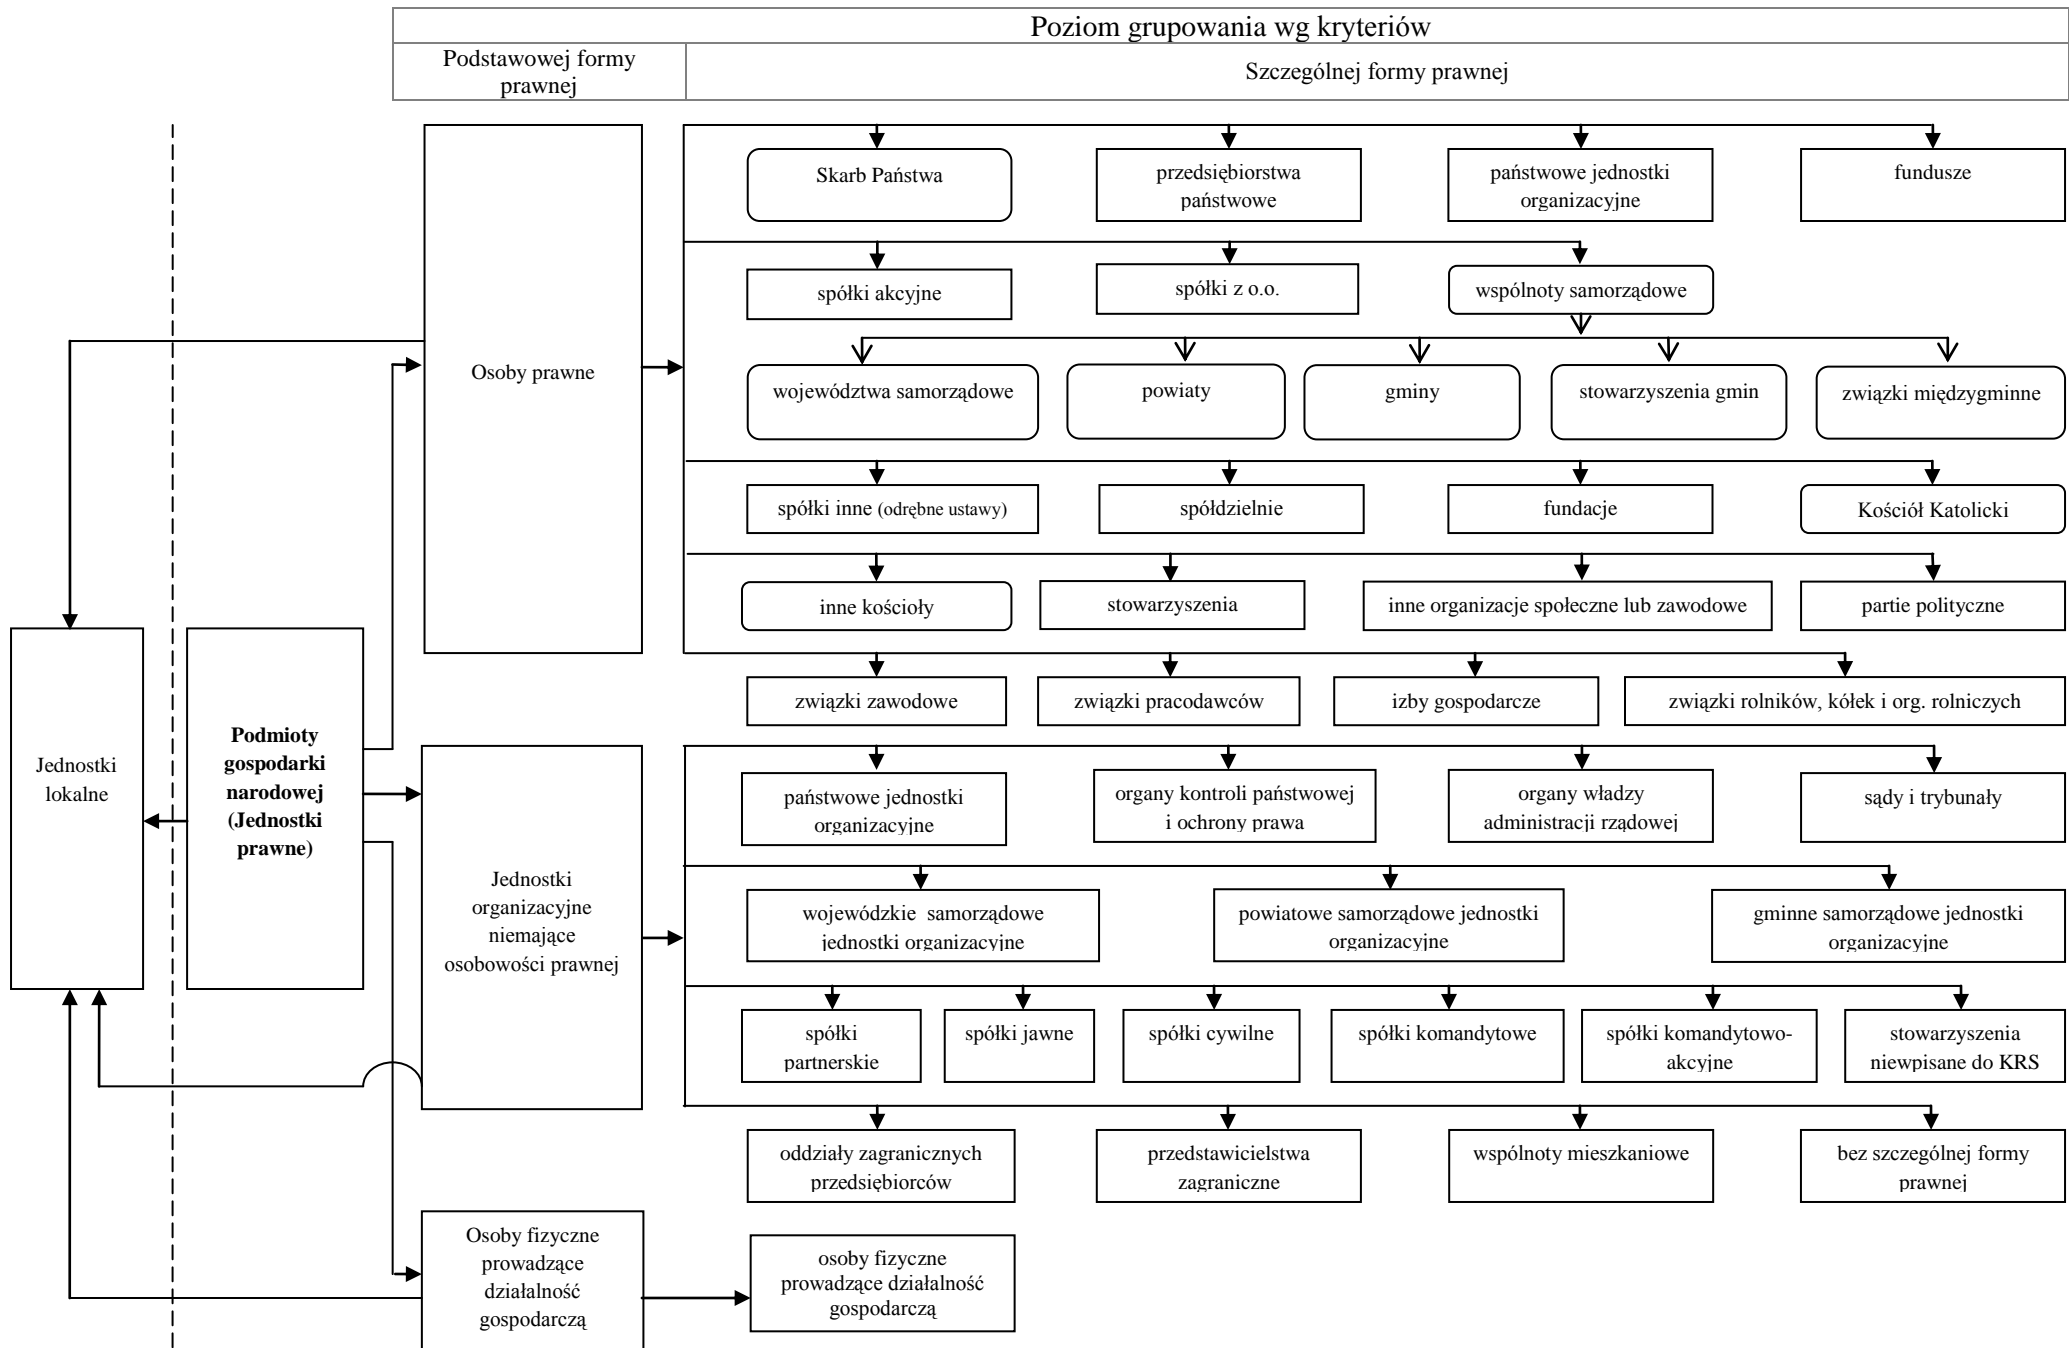 Poziom grupowania wg kryteriów
Podstawowej formy
prawnej
Szczególnej formy prawnej
Skarb Państwa
przedsiębiorstwa
państwowe
państwowe jednostki
organizacyjne
fundusze
spółki akcyjne
spółki z o.o.
wspólnoty samorządowe
Osoby prawne
województwa samorządowe
powiaty
gminy
stowarzyszenia gmin
związki międzygminne
spółki inne (odrębne ustawy)
spółdzielnie
fundacje
Kościół Katolicki
inne kościoły
stowarzyszenia
inne organizacje społeczne lub zawodowe
partie polityczne
związki zawodowe
związki pracodawców
izby gospodarcze
związki rolników, kółek i org. rolniczych
Jednostki
lokalne
Podmioty
gospodarki
narodowej
(Jednostki
prawne)
Jednostki
organizacyjne
niemające
osobowości prawnej
państwowe jednostki
organizacyjne
organy kontroli państwowej
i ochrony prawa
organy władzy
administracji rządowej
sądy i trybunały
wojewódzkie samorządowe
jednostki organizacyjne
powiatowe samorządowe jednostki
organizacyjne
gminne samorządowe jednostki
organizacyjne
spółki
partnerskie
spółki jawne
spółki cywilne
spółki komandytowe
spółki komandytowo-
akcyjne
stowarzyszenia
niewpisane do KRS
oddziały zagranicznych
przedsiębiorców
przedstawicielstwa
zagraniczne
wspólnoty mieszkaniowe
bez szczególnej formy
prawnej
Osoby fizyczne
prowadzące
działalność
gospodarczą
osoby fizyczne
prowadzące działalność
gospodarczą